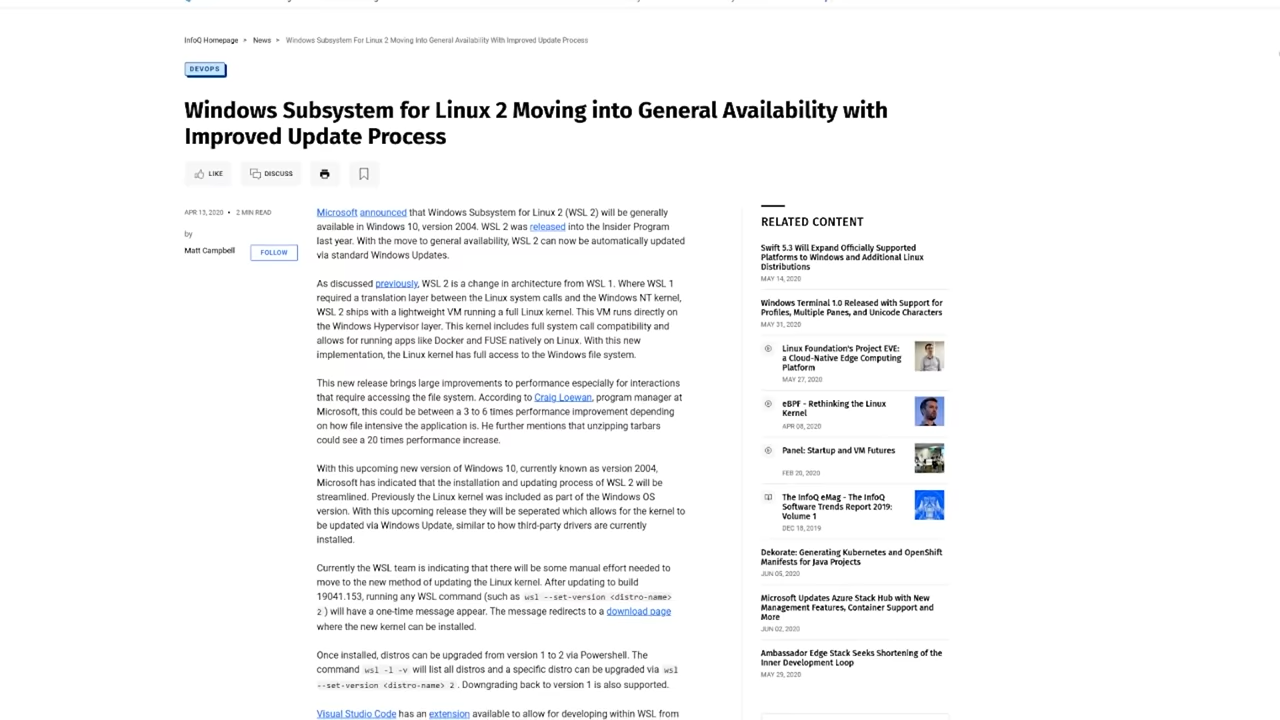 InfoQ Homepage ▸ News ▸ Windows Subsystem For Linux 2 Moving Into General Availability With Improved Update Process
DEVOPS
Windows Subsystem for Linux 2 Moving into General Availability with
Improved Update Process
LIKE
DISCUSS
APR 13, 2020 • 2 MIN READ
by
Matt Campbell
FOLLOW
Microsoft announced that Windows Subsystem for Linux 2 (WSL 2) will be generally
available in Windows 10, version 2004. WSL 2 was released into the Insider Program
last year. With the move to general availability, WSL 2 can now be automatically updated
via standard Windows Updates.
As discussed previously, WSL 2 is a change in architecture from WSL 1. Where WSL 1
required a translation layer between the Linux system calls and the Windows NT kernel,
WSL 2 ships with a lightweight VM running a full Linux kernel. This VM runs directly on
the Windows Hypervisor layer. This kernel includes full system call compatibility and
allows for running apps like Docker and FUSE natively on Linux. With this new
implementation, the Linux kernel has full access to the Windows file system.
This new release brings large improvements to performance especially for interactions
that require accessing the file system. According to Craig Loewan, program manager at
Microsoft, this could be between a 3 to 6 times performance improvement depending
on how file intensive the application is. He further mentions that unzipping tarbars
could see a 20 times performance increase.
With this upcoming new version of Windows 10, currently known as version 2004,
Microsoft has indicated that the installation and updating process of WSL 2 will be
streamlined. Previously the Linux kernel was included as part of the Windows OS
version. With this upcoming release they will be seperated which allows for the kernel to
be updated via Windows Update, similar to how third-party drivers are currently
installed.
Currently the WSL team is indicating that there will be some manual effort needed to
move to the new method of updating the Linux kernel. After updating to build
19041.153, running any WSL command (such as wsl --set-version <distro-name>
2 ) will have a one-time message appear. The message redirects to a download page
where the new kernel can be installed.
Once installed, distros can be upgraded from version 1 to 2 via Powershell. The
command wsl -l -v will list all distros and a specific distro can be upgraded via wsl
--set-version <distro-name> 2 . Downgrading back to version 1 is also supported.
Visual Studio Code has an extension available to allow for developing within WSL from
RELATED CONTENT
Swift 5.3 Will Expand Officially Supported
Platforms to Windows and Additional Linux
Distributions
MAY 14, 2020
Windows Terminal 1.0 Released with Support for
Profiles, Multiple Panes, and Unicode Characters
MAY 31, 2020
Linux Foundation's Project EVE:
a Cloud-Native Edge Computing
Platform
MAY 27, 2020
eBPF - Rethinking the Linux
Kernel
APR 08, 2020
Panel: Startup and VM Futures
FEB 20, 2020
The InfoQ eMag - The InfoQ
Software Trends Report 2019:
Volume 1
DEC 18, 2019
Dekorate: Generating Kubernetes and OpenShift
Manifests for Java Projects
JUN 05, 2020
Microsoft Updates Azure Stack Hub with New
Management Features, Container Support and
More
JUN 02, 2020
Ambassador Edge Stack Seeks Shortening of the
Inner Development Loop
MAY 29, 2020